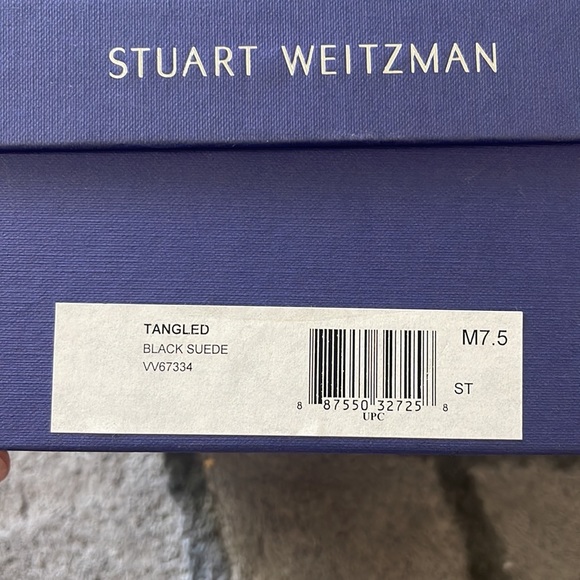 STUART WEITZMAN
TANGLED
BLACK SUEDE
VV67334
M7.5
ST
8 87550 32725 8
UPC